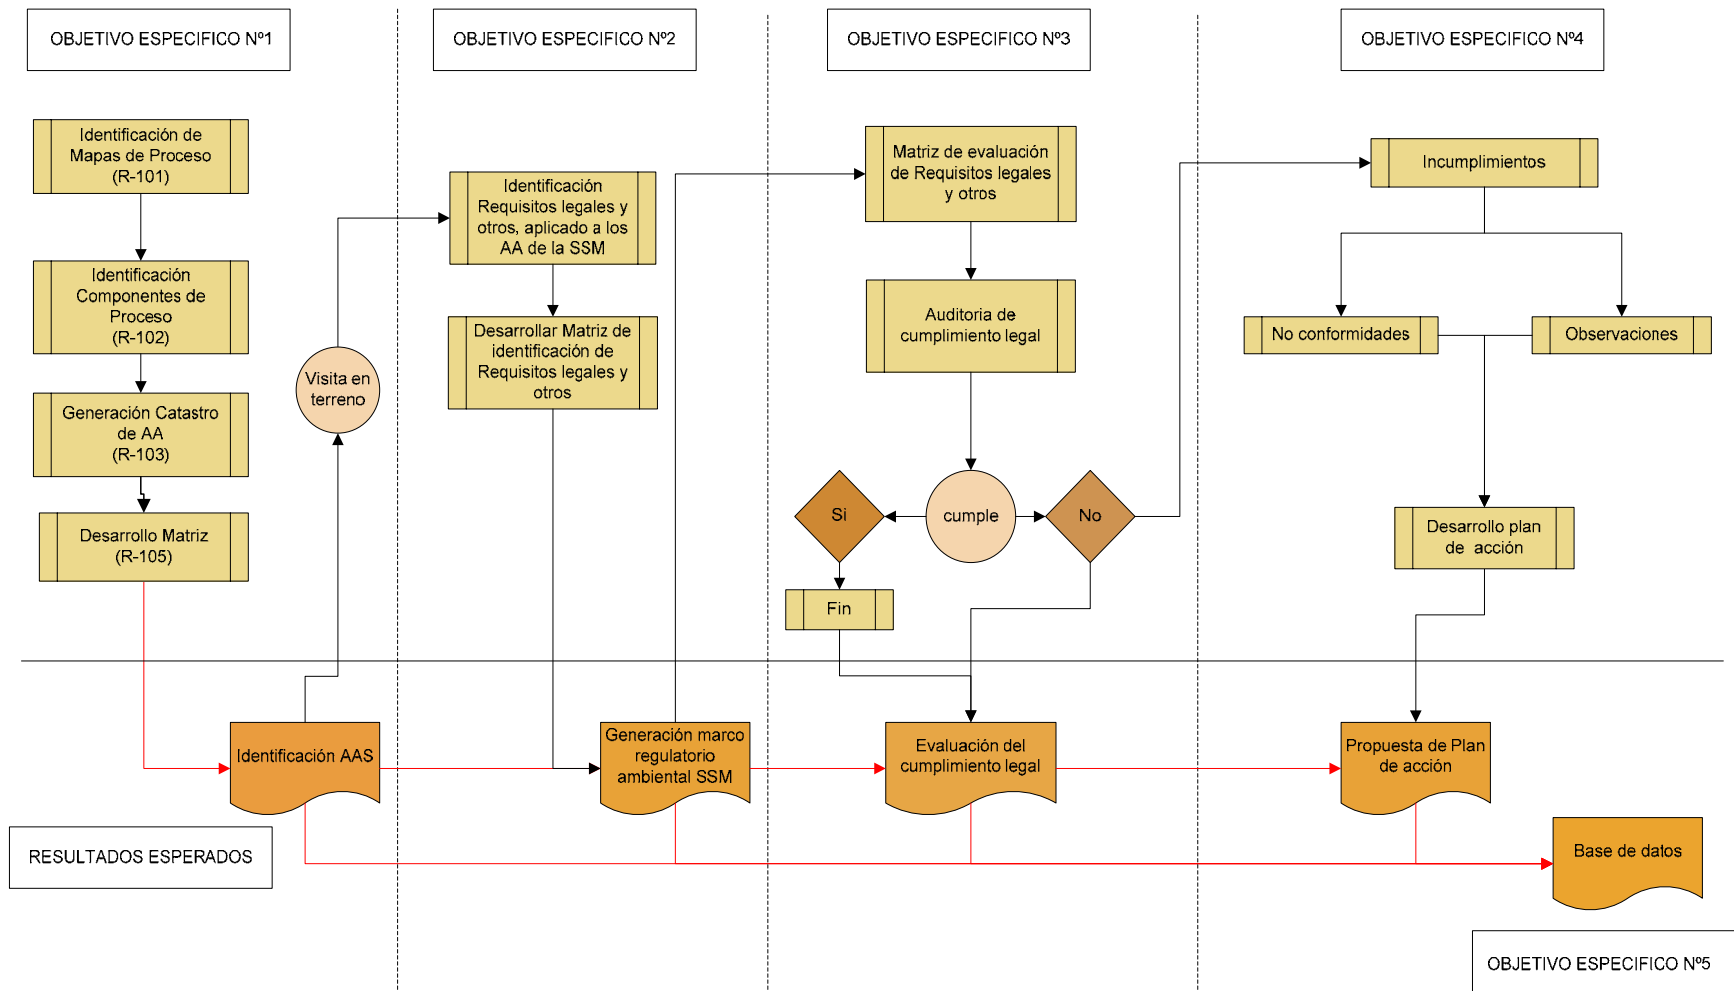 OBJETIVO ESPECIFICO Nº1
OBJETIVO ESPECIFICO Nº2
OBJETIVO ESPECIFICO Nº3
OBJETIVO ESPECIFICO Nº4
Identificación de
Mapas de Proceso
(R-101)
Identificación
Componentes de
Proceso
(R-102)
Generación Catastro
de AA
(R-103)
Desarrollo Matriz
(R-105)
Visita en
terreno
Identificación
Requisitos legales y
otros, aplicado a los
AA de la SSM
Desarrollar Matriz de
identificación de
Requisitos legales y
otros
Matriz de evaluación
de Requisitos legales
y otros
Auditoria de
cumplimiento legal
Si
cumple
No
Fin
Incumplimientos
No conformidades
Observaciones
Desarrollo plan
de acción
Identificación AAS
Generación marco
regulatorio
ambiental SSM
Evaluación del
cumplimiento legal
Propuesta de Plan
de acción
RESULTADOS ESPERADOS
Base de datos
OBJETIVO ESPECIFICO Nº5